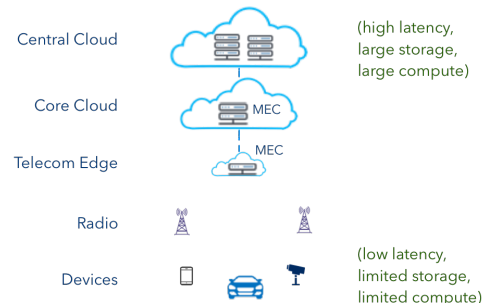 Central Cloud
(high latency,
large storage,
large compute)
Core Cloud
MEC
MEC
Telecom Edge
Radio
Devices
(low latency,
limited storage,
limited compute)